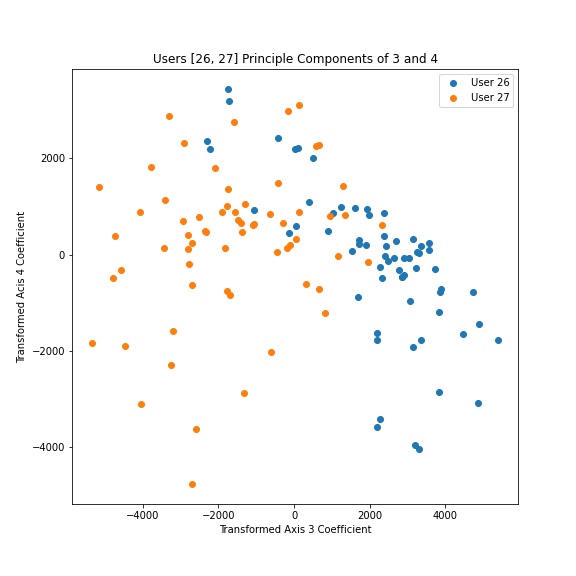 Users [26, 27] Principle Components of 3 and 4
User 26
User 27
Transformed Acis 4 Coefficient
2000
0
−2000
−4000
−4000
−2000
0
2000
4000
Transformed Axis 3 Coefficient